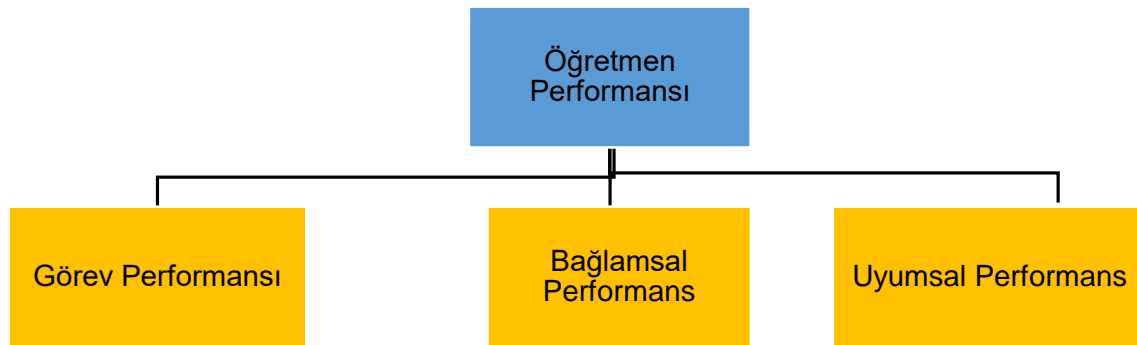 Öğretmen
Performansı
Görev Performansı
Bağlamsal
Performans
Uyumsal Performans